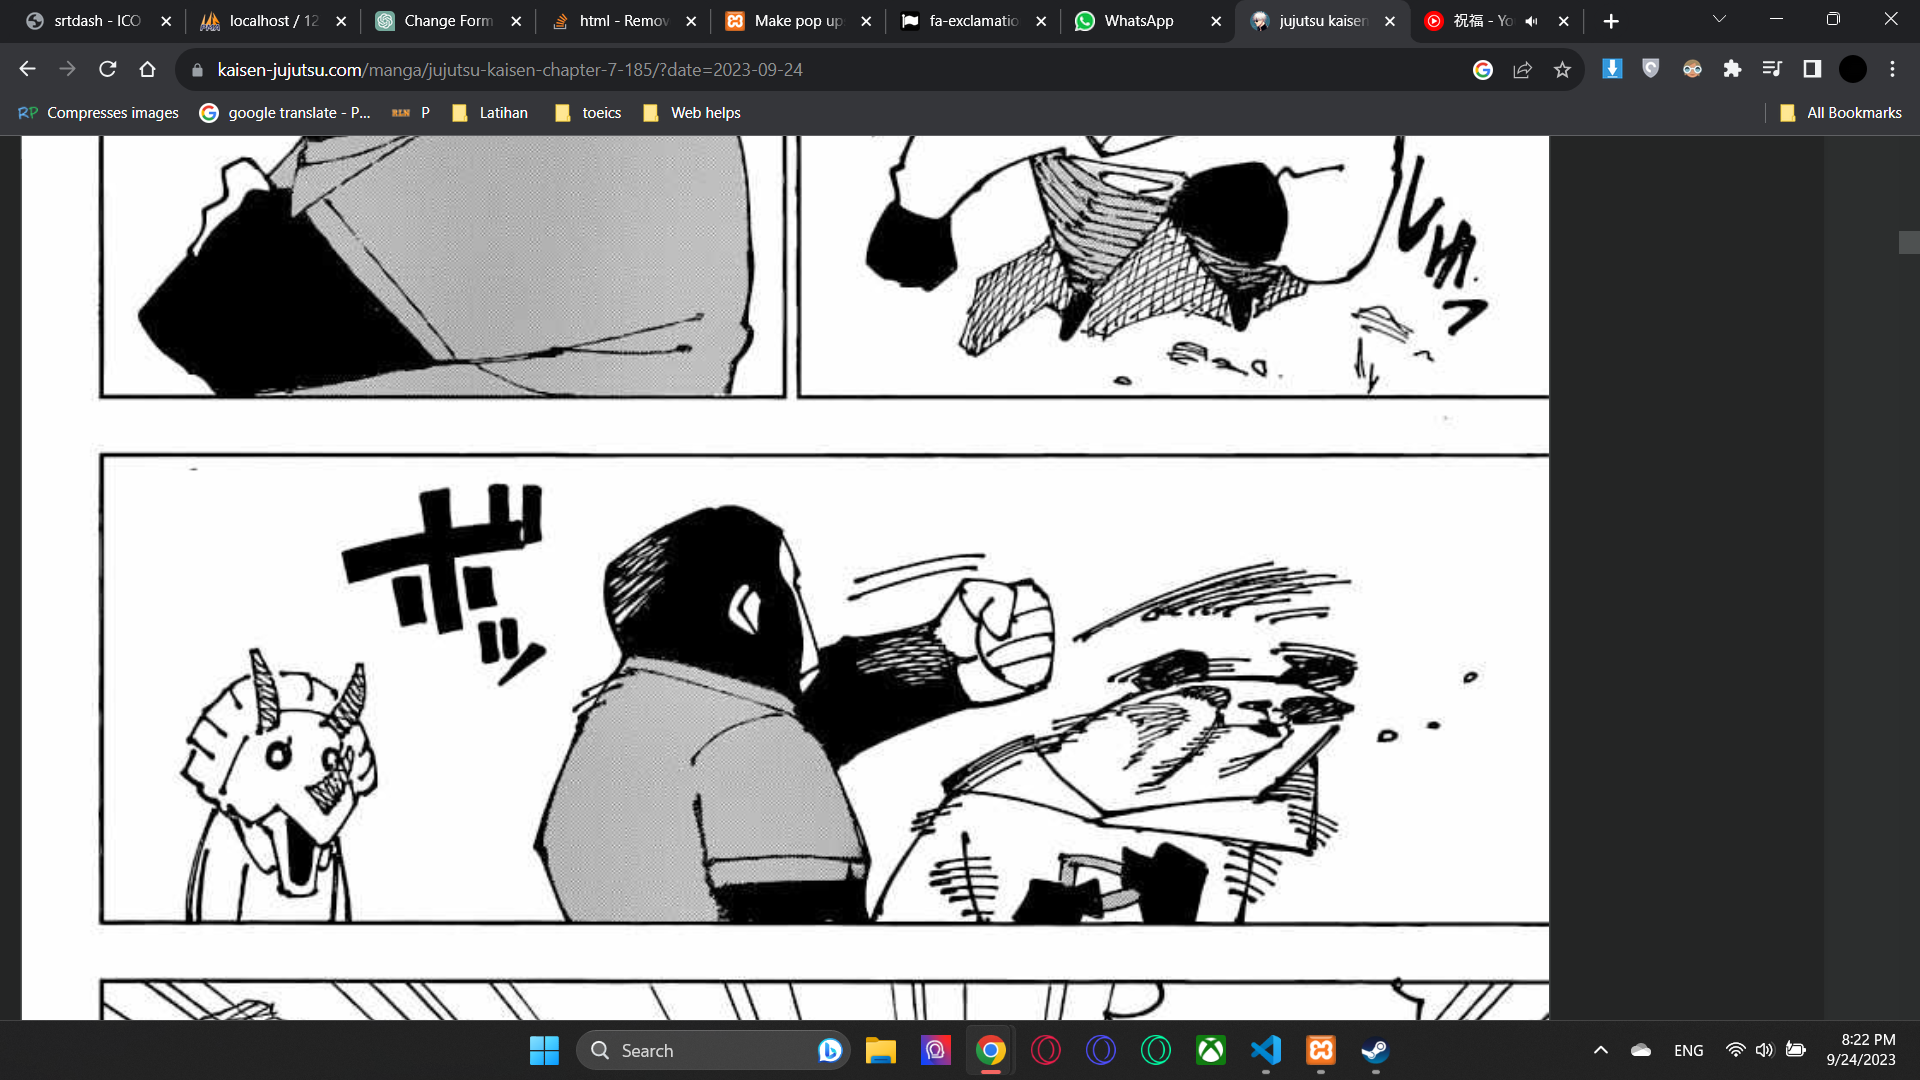 srtdash - ICO
localhost / 12
Change Form
html - Remov
Make pop up
fa-exclamatio
WhatsApp
jujutsu kaisen
祝福 - Yo
kaisen-jujutsu.com/manga/jujutsu-kaisen-chapter-7-185/?date=2023-09-24
RP Compresses images
google translate - P...
RLN P
Latihan
toeics
Web helps
All Bookmarks
ボゴッ
Search
ENG
8:22 PM
9/24/2023